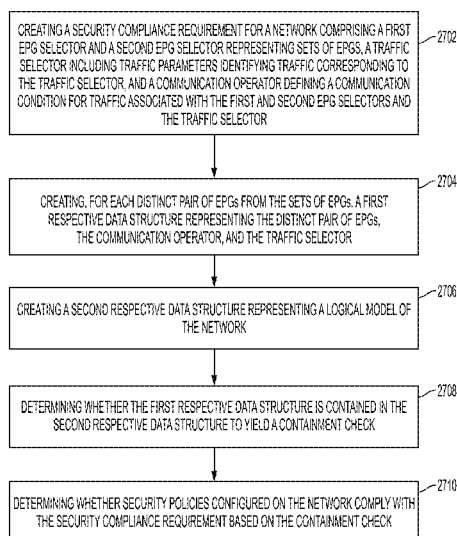 CREATING A SECURITY COMPLIANCE REQUIREMENT FOR A NETWORK COMPRISING A FIRST
EPG SELECTOR AND A SECOND EPG SELECTOR REPRESENTING SETS OF EPGS, A TRAFFIC
SELECTOR INCLUDING TRAFFIC PARAMETERS IDENTIFYING TRAFFIC CORRESPONDING TO
THE TRAFFIC SELECTOR, AND A COMMUNICATION OPERATOR DEFINING A COMMUNICATION
CONDITION FOR TRAFFIC ASSOCIATED WITH THE FIRST AND SECOND EPG SELECTORS AND
THE TRAFFIC SELECTOR
2702
CREATING, FOR EACH DISTINCT PAIR OF EPGs FROM THE SETS OF EPGs, A FIRST
RESPECTIVE DATA STRUCTURE REPRESENTING THE DISTINCT PAIR OF EPGs,
THE COMMUNICATION OPERATOR, AND THE TRAFFIC SELECTOR
2704
CREATING A SECOND RESPECTIVE DATA STRUCTURE REPRESENTING A LOGICAL MODEL OF
THE NETWORK
2706
DETERMINING WHETHER THE FIRST RESPECTIVE DATA STRUCTURE IS CONTAINED IN THE
SECOND RESPECTIVE DATA STRUCTURE TO YIELD A CONTAINMENT CHECK
2708
DETERMINING WHETHER SECURITY POLICIES CONFIGURED ON THE NETWORK COMPLY WITH
THE SECURITY COMPLIANCE REQUIREMENT BASED ON THE CONTAINMENT CHECK
2710